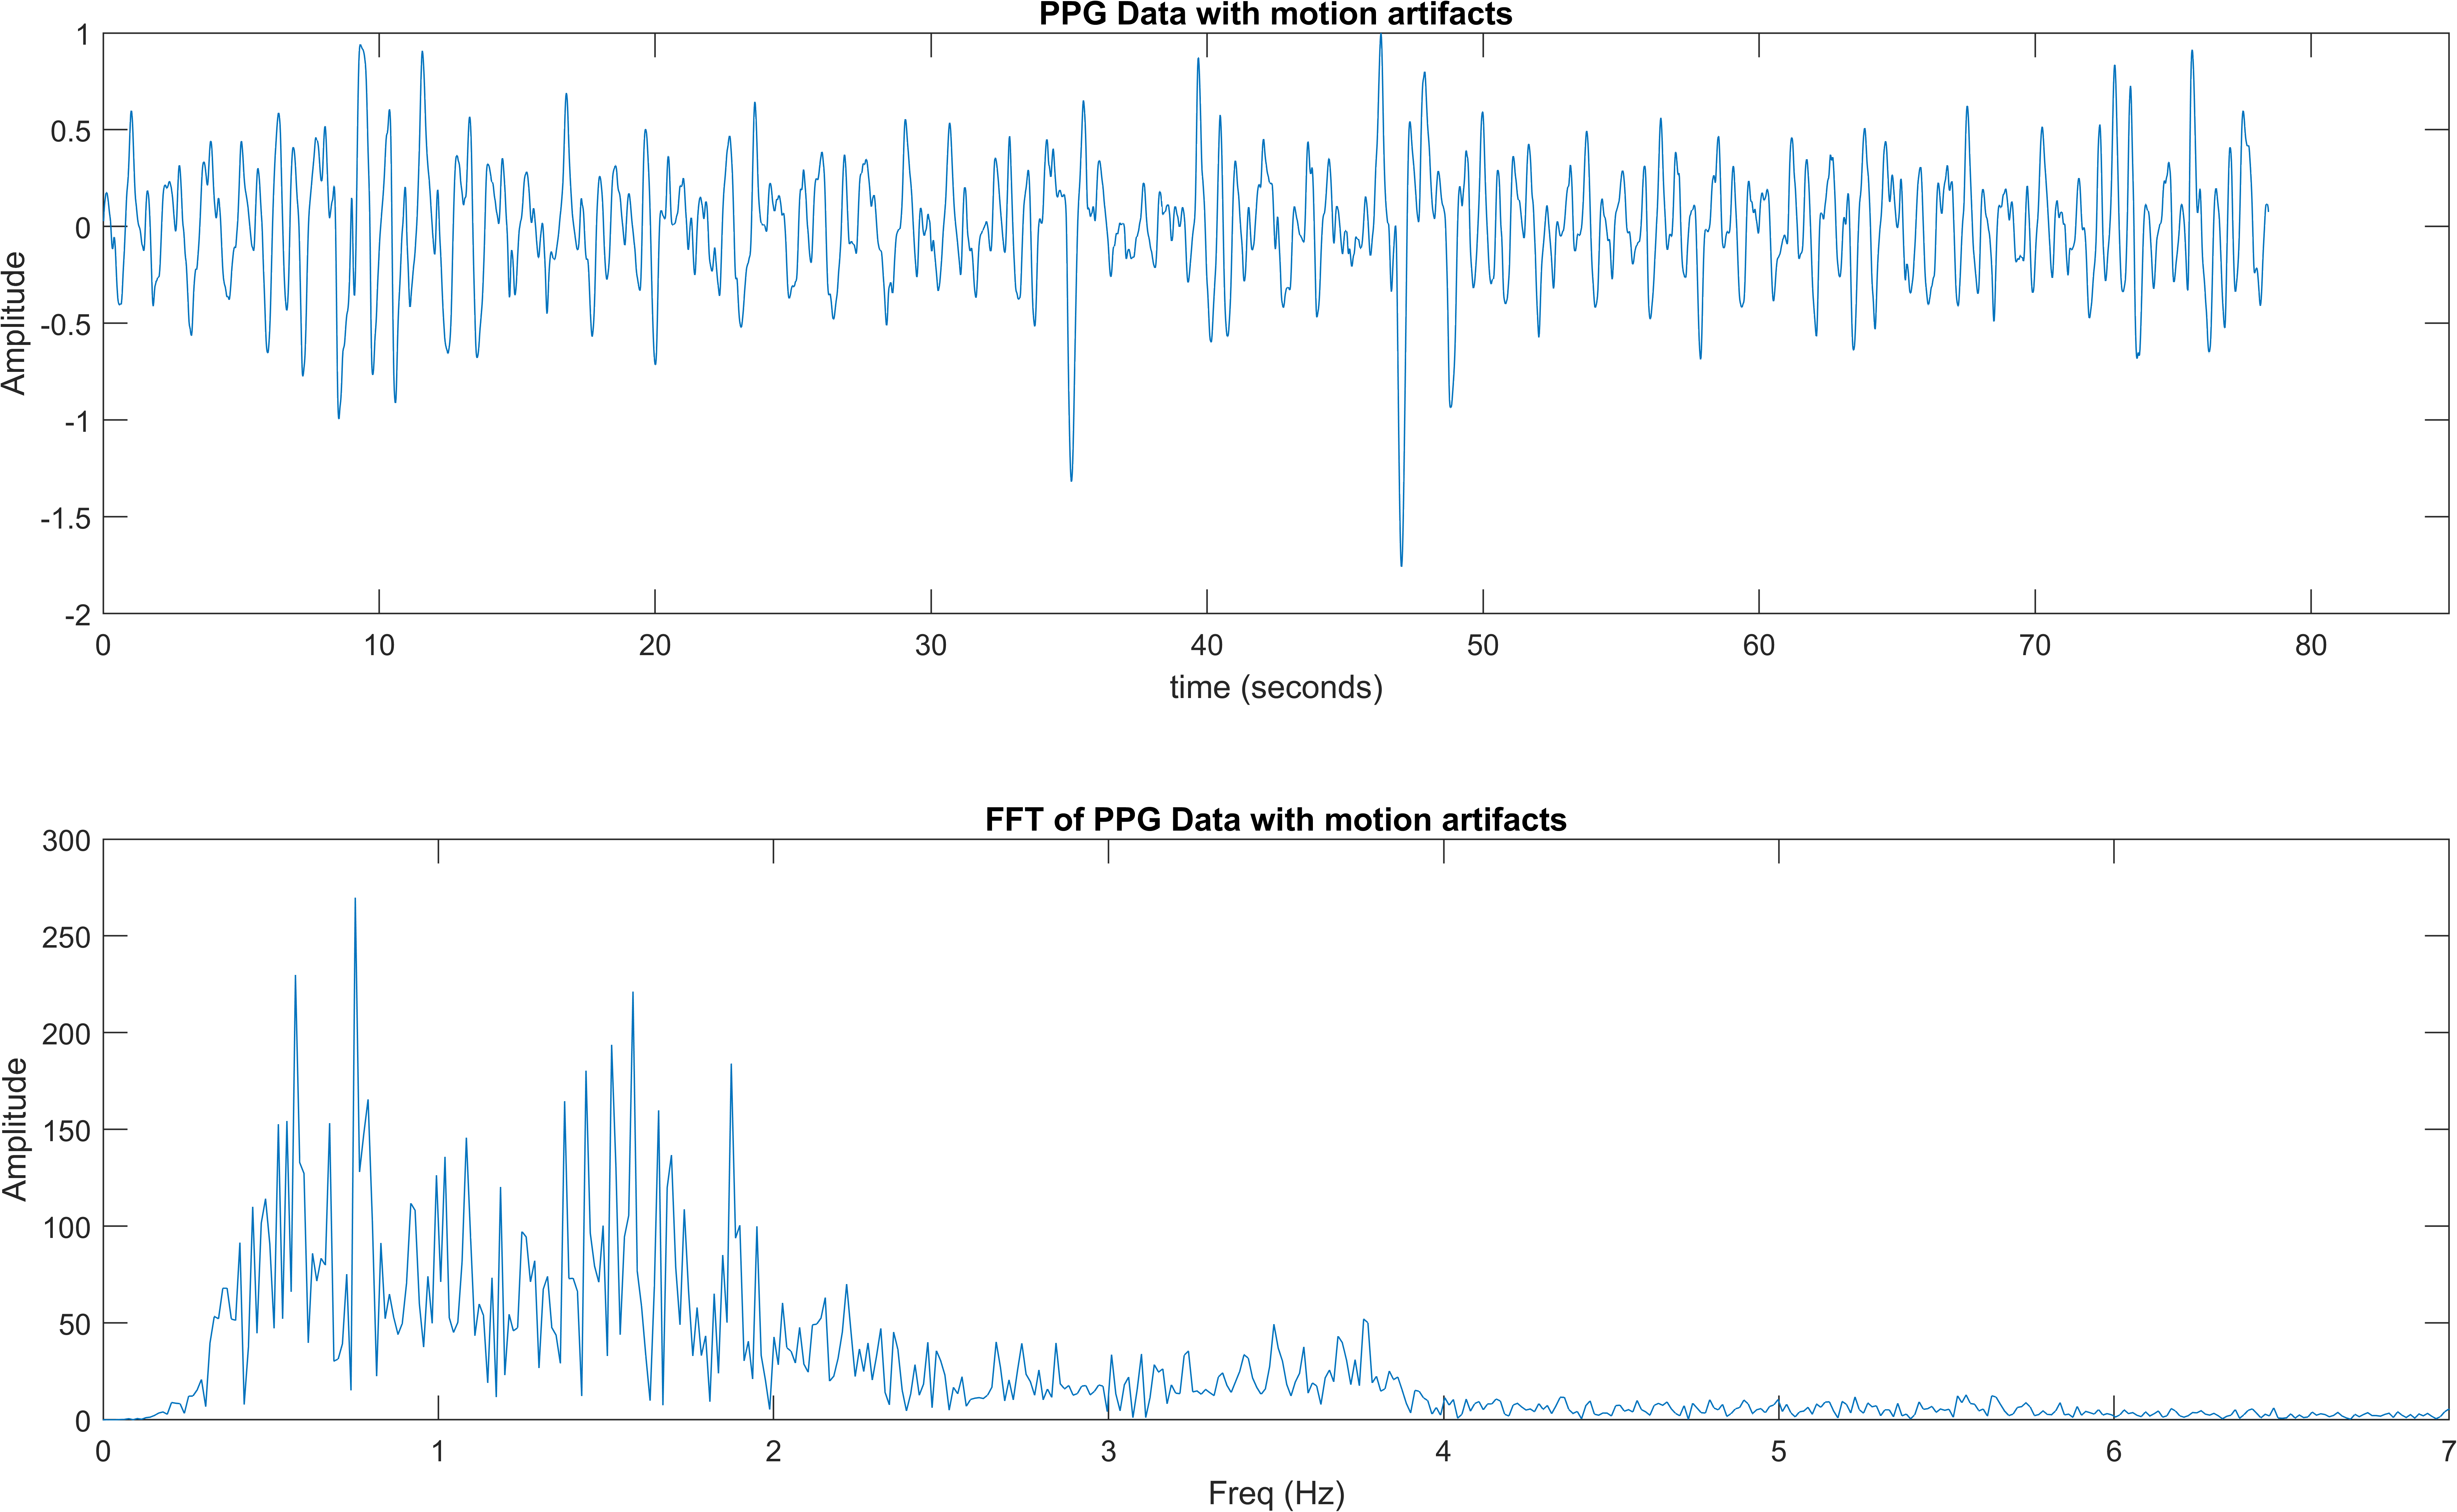 PPG Data with motion artifacts
1
0.5
0
-0.5
-1
-1.5
-2
Amplitude
0 10 20 30 40 50 60 70 80
time (seconds)
FFT of PPG Data with motion artifacts
300
250
200
150
100
50
0
Amplitude
0 1 2 3 4 5 6 7
Freq (Hz)